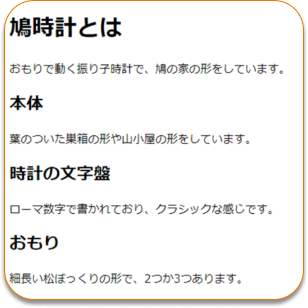 鳩時計とは
おもりで動く振り子時計で、鳩の家の形をしています。
本体
葉のついた巣箱の形や山小屋の形をしています。
時計の文字盤
ローマ数字で書かれており、クラシックな感じです。
おもり
細長い松ぼっくりの形で、2つか3つあります。